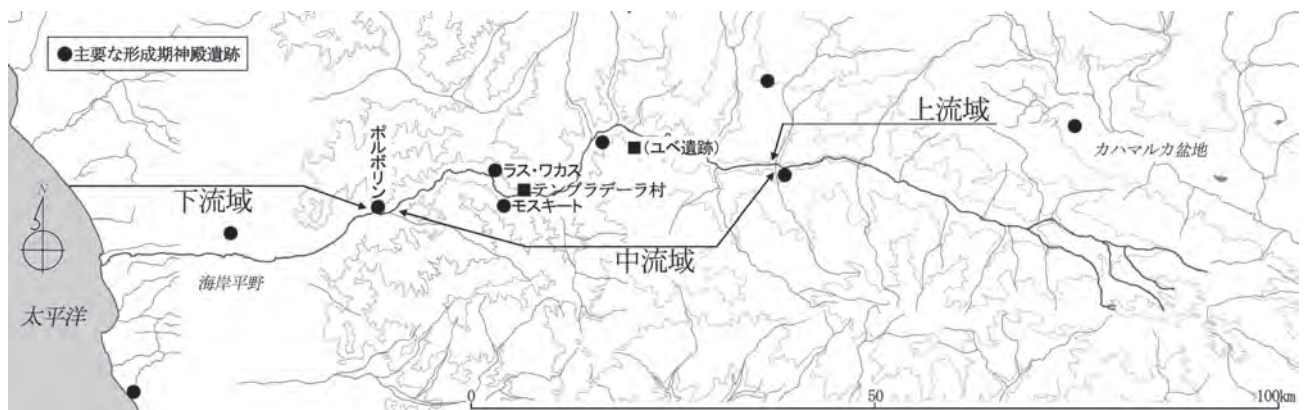 ●主要な形成期神殿遺跡
上流域
カハマルカ盆地
ポルボリン
(ユベ遺跡)
ラス・ワカス
テンブラデーラ村
モスキート
下流域
中流域
N
海岸平野
太平洋
0 50 100km